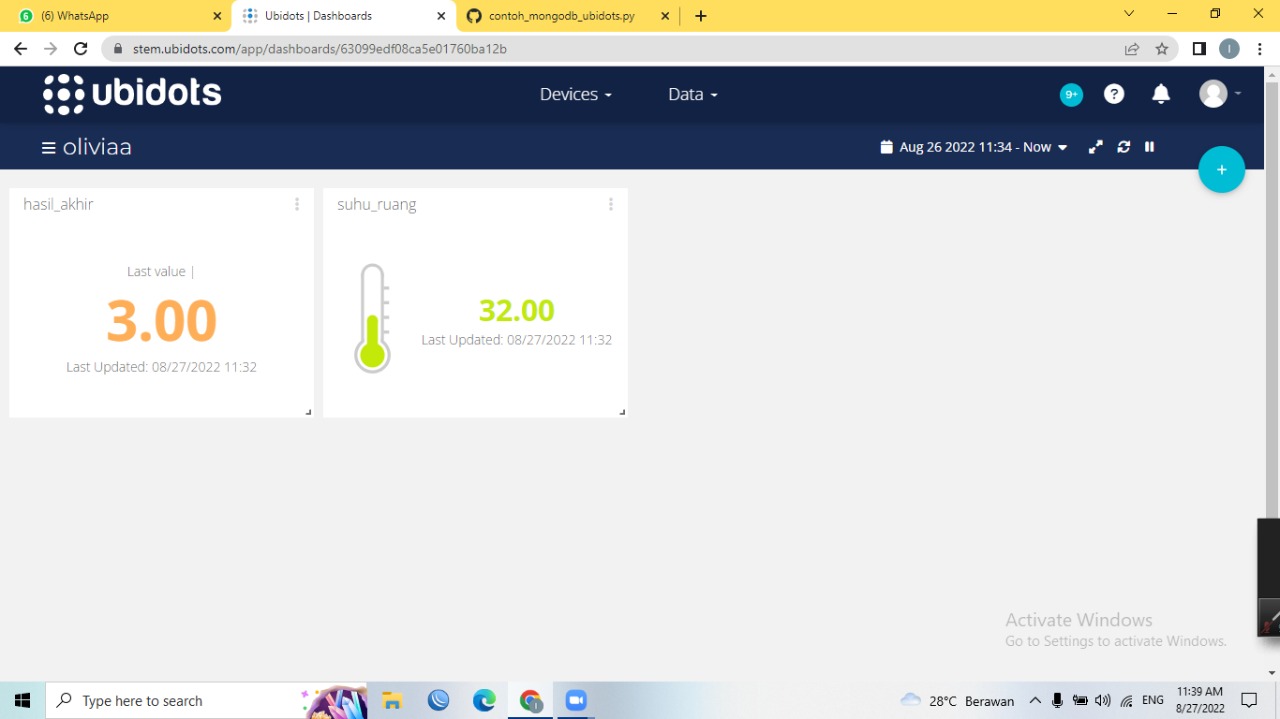 6 (6) WhatsApp
Ubidots | Dashboards
contoh_mongodb_ubidots.py
stem.ubidots.com/app/dashboards/63099edf08ca5e01760ba12b
I
ubidots
Devices
Data
9+
?
oliviaa
Aug 26 2022 11:34 - Now
+
hasil_akhir
suhu_ruang
Last value |
3.00
Last Updated: 08/27/2022 11:32
32.00
Last Updated: 08/27/2022 11:32
Activate Windows
Go to Settings to activate Windows.
Type here to search
28°C Berawan
ENG
11:39 AM
8/27/2022